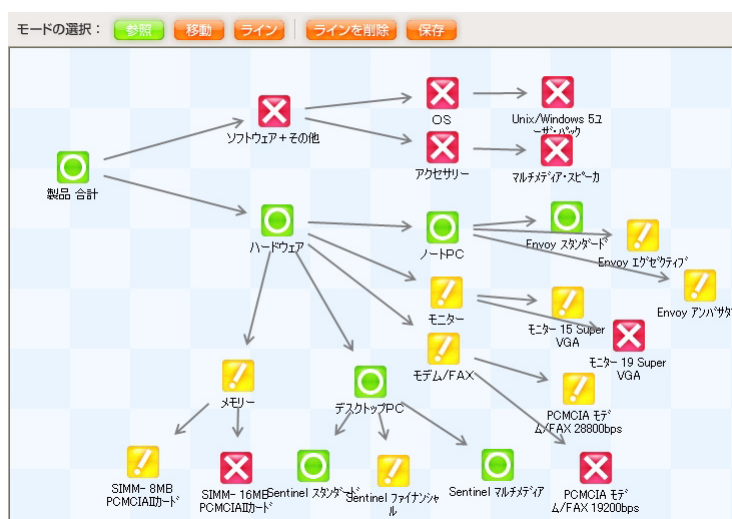 モードの選択： 参照 移動 ライン ラインを削除 保存
製品 合計
ソフトウェア＋その他
OS
Unix/Windows 5ユ
ーザ・パック
アクセサリー
マルチメディア・スピーカ
ハードウェア
ノートPC
Envoy スタンダード
Envoy エグゼクティブ
Envoy アンバサダ
モニター
モニター 15 Super
VGA
モニター 19 Super
VGA
モデム/FAX
PCMCIA モデ
ム/FAX 28800bps
PCMCIA モデ
ム/FAX 19200bps
メモリー
デスクトップPC
SIMM- 8MB
PCMCIAⅡカード
SIMM- 16MB
PCMCIAⅡカード
Sentinel スタンダード
Sentinel ファイナンシャ
ル
Sentinel マルチメディア